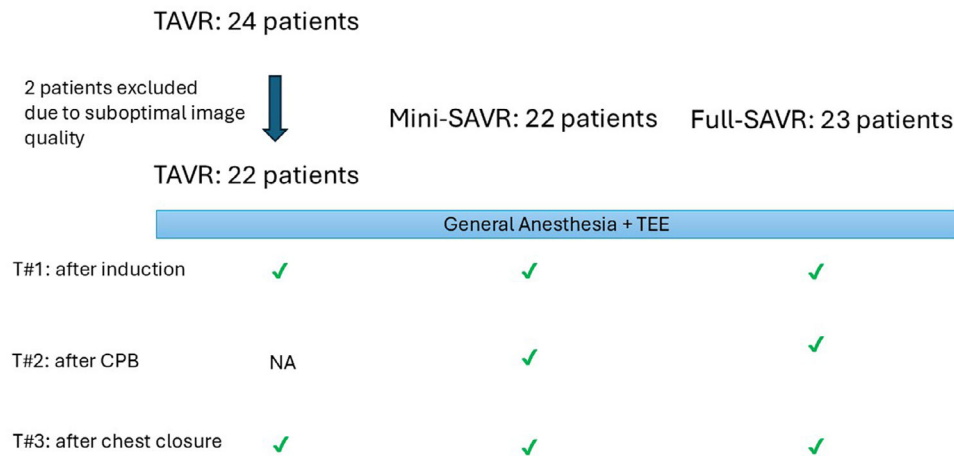 TAVR: 24 patients
2 patients excluded
due to suboptimal image
quality
Mini-SAVR: 22 patients
Full-SAVR: 23 patients
TAVR: 22 patients
General Anesthesia + TEE
T#1: after induction ✓ ✓ ✓
T#2: after CPB NA ✓ ✓
T#3: after chest closure ✓ ✓ ✓